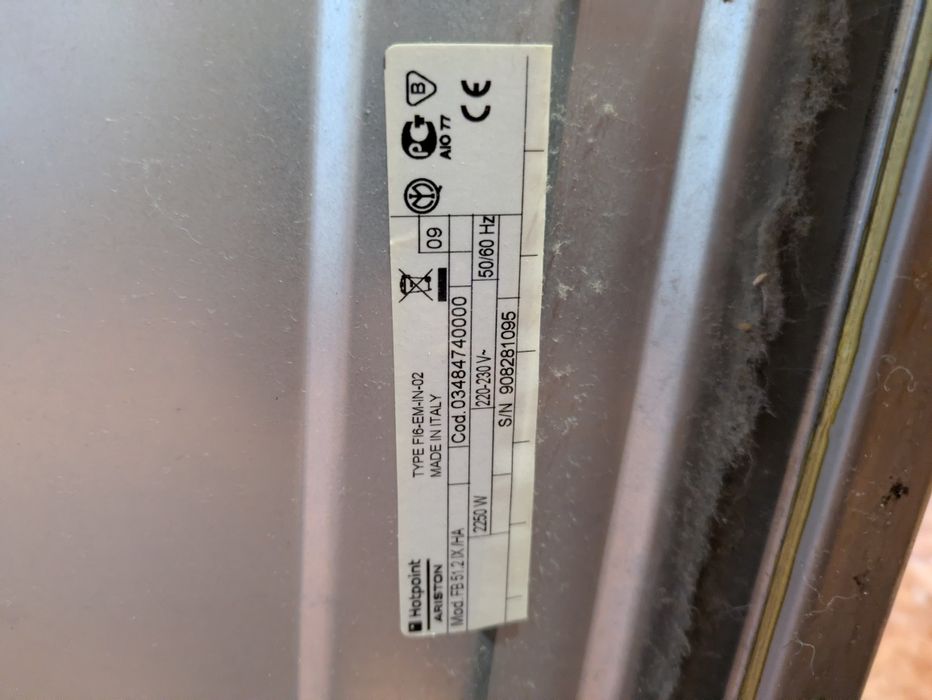 Hotpoint
ARISTON
TYPE FI6-EM-IN-02
MADE IN ITALY
09
B
PC
AIO 77
CE
Mod. FB 51.2 IX /HA
Cod. 03484740000
2250 W
220-230 V~
50/60 Hz
S/N 908281095